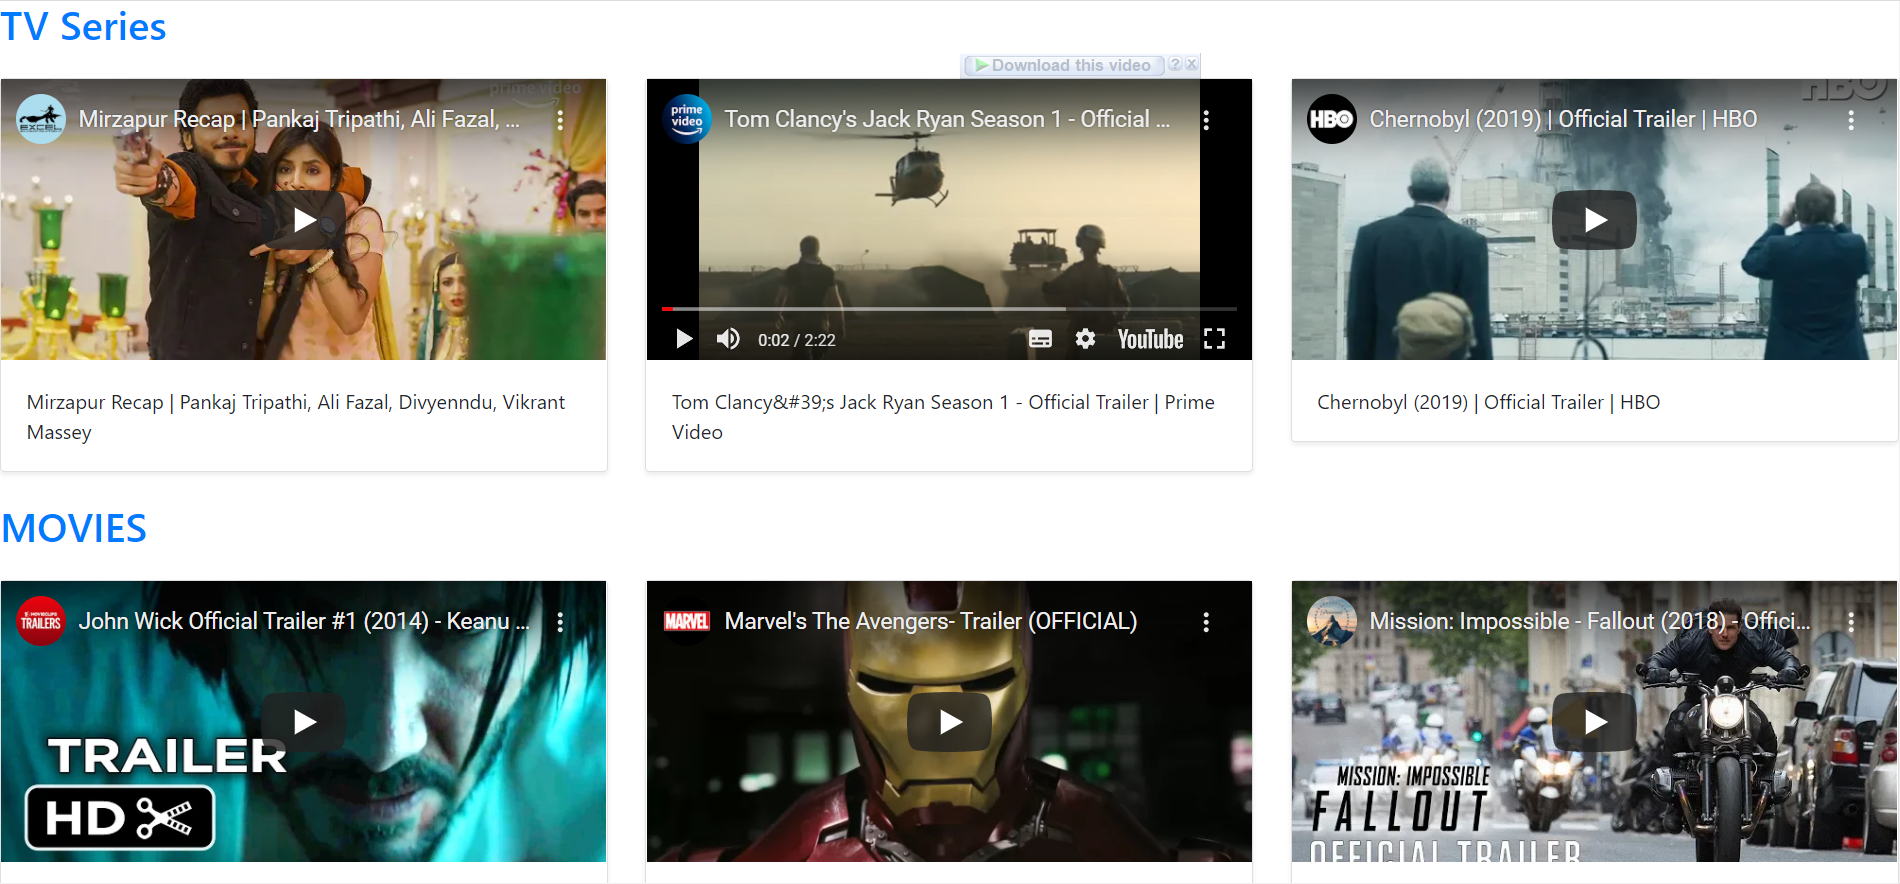 TV Series
Download this video ? x
prime video
EXCEL
Mirzapur Recap | Pankaj Tripathi, Ali Fazal, ...
prime video
Tom Clancy's Jack Ryan Season 1 - Official ...
HBO
HBO
Chernobyl (2019) | Official Trailer | HBO
0:02 / 2:22
YouTube
Mirzapur Recap | Pankaj Tripathi, Ali Fazal, Divyenndu, Vikrant
Massey
Tom Clancy&#39;s Jack Ryan Season 1 - Official Trailer | Prime
Video
Chernobyl (2019) | Official Trailer | HBO
MOVIES
MOVIECLIPS
TRAILERS
John Wick Official Trailer #1 (2014) - Keanu ...
TRAILER
HD
MARVEL
Marvel's The Avengers- Trailer (OFFICIAL)
Mission: Impossible - Fallout (2018) - Offici...
MISSION: IMPOSSIBLE
FALLOUT
OFFICIAL TRAILER